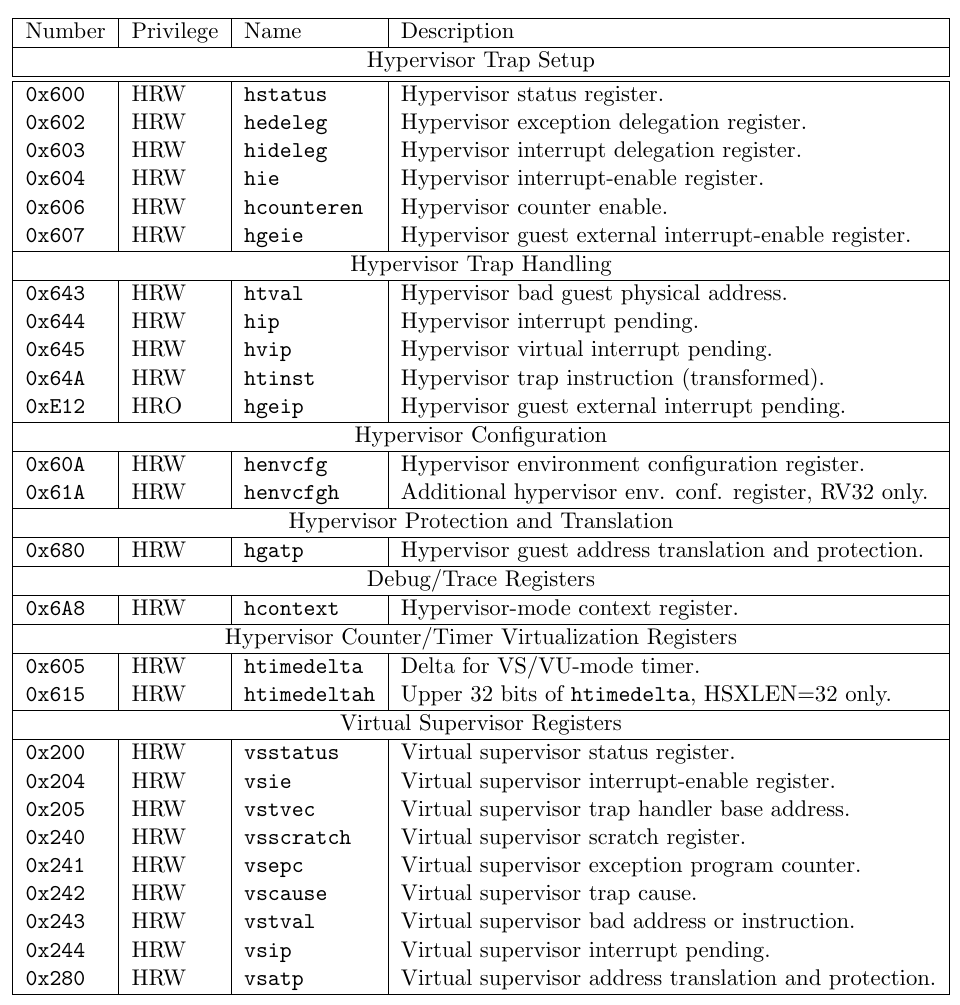 Number Privilege Name Description
Hypervisor Trap Setup
0x600 HRW hstatus Hypervisor status register.
0x602 HRW hedeleg Hypervisor exception delegation register.
0x603 HRW hideleg Hypervisor interrupt delegation register.
0x604 HRW hie Hypervisor interrupt-enable register.
0x606 HRW hcounteren Hypervisor counter enable.
0x607 HRW hgeie Hypervisor guest external interrupt-enable register.
Hypervisor Trap Handling
0x643 HRW htval Hypervisor bad guest physical address.
0x644 HRW hip Hypervisor interrupt pending.
0x645 HRW hvip Hypervisor virtual interrupt pending.
0x64A HRW htinst Hypervisor trap instruction (transformed).
0xE12 HRO hgeip Hypervisor guest external interrupt pending.
Hypervisor Configuration
0x60A HRW henvcfg Hypervisor environment configuration register.
0x61A HRW henvcfgh Additional hypervisor env. conf. register, RV32 only.
Hypervisor Protection and Translation
0x680 HRW hgatp Hypervisor guest address translation and protection.
Debug/Trace Registers
0x6A8 HRW hcontext Hypervisor-mode context register.
Hypervisor Counter/Timer Virtualization Registers
0x605 HRW htimedelta Delta for VS/VU-mode timer.
0x615 HRW htimedeltah Upper 32 bits of htimedelta, HSXLEN=32 only.
Virtual Supervisor Registers
0x200 HRW vsstatus Virtual supervisor status register.
0x204 HRW vsie Virtual supervisor interrupt-enable register.
0x205 HRW vstvec Virtual supervisor trap handler base address.
0x240 HRW vsscratch Virtual supervisor scratch register.
0x241 HRW vsepc Virtual supervisor exception program counter.
0x242 HRW vscause Virtual supervisor trap cause.
0x243 HRW vstval Virtual supervisor bad address or instruction.
0x244 HRW vsip Virtual supervisor interrupt pending.
0x280 HRW vsatp Virtual supervisor address translation and protection.